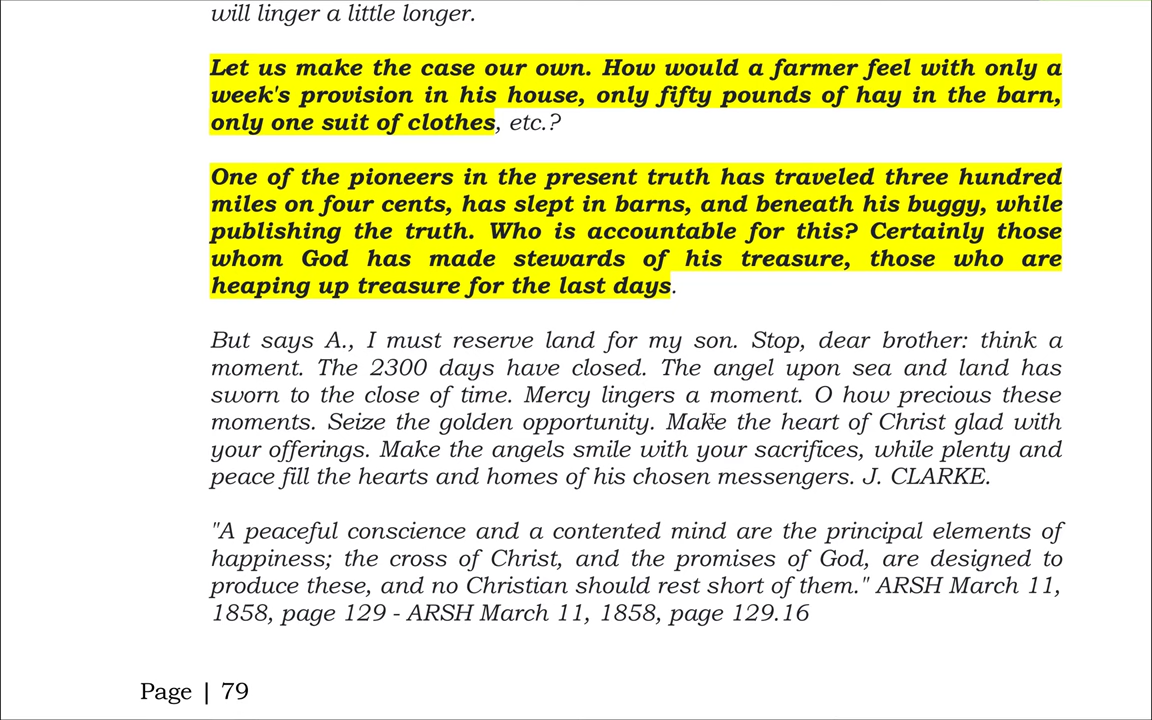 will linger a little longer.
Let us make the case our own. How would a farmer feel with only a
week's provision in his house, only fifty pounds of hay in the barn,
only one suit of clothes, etc.?
One of the pioneers in the present truth has traveled three hundred
miles on four cents, has slept in barns, and beneath his buggy, while
publishing the truth. Who is accountable for this? Certainly those
whom God has made stewards of his treasure, those who are
heaping up treasure for the last days.
But says A., I must reserve land for my son. Stop, dear brother: think a
moment. The 2300 days have closed. The angel upon sea and land has
sworn to the close of time. Mercy lingers a moment. O how precious these
moments. Seize the golden opportunity. Make the heart of Christ glad with
your offerings. Make the angels smile with your sacrifices, while plenty and
peace fill the hearts and homes of his chosen messengers. J. CLARKE.
"A peaceful conscience and a contented mind are the principal elements of
happiness; the cross of Christ, and the promises of God, are designed to
produce these, and no Christian should rest short of them." ARSH March 11,
1858, page 129 - ARSH March 11, 1858, page 129.16
Page | 79